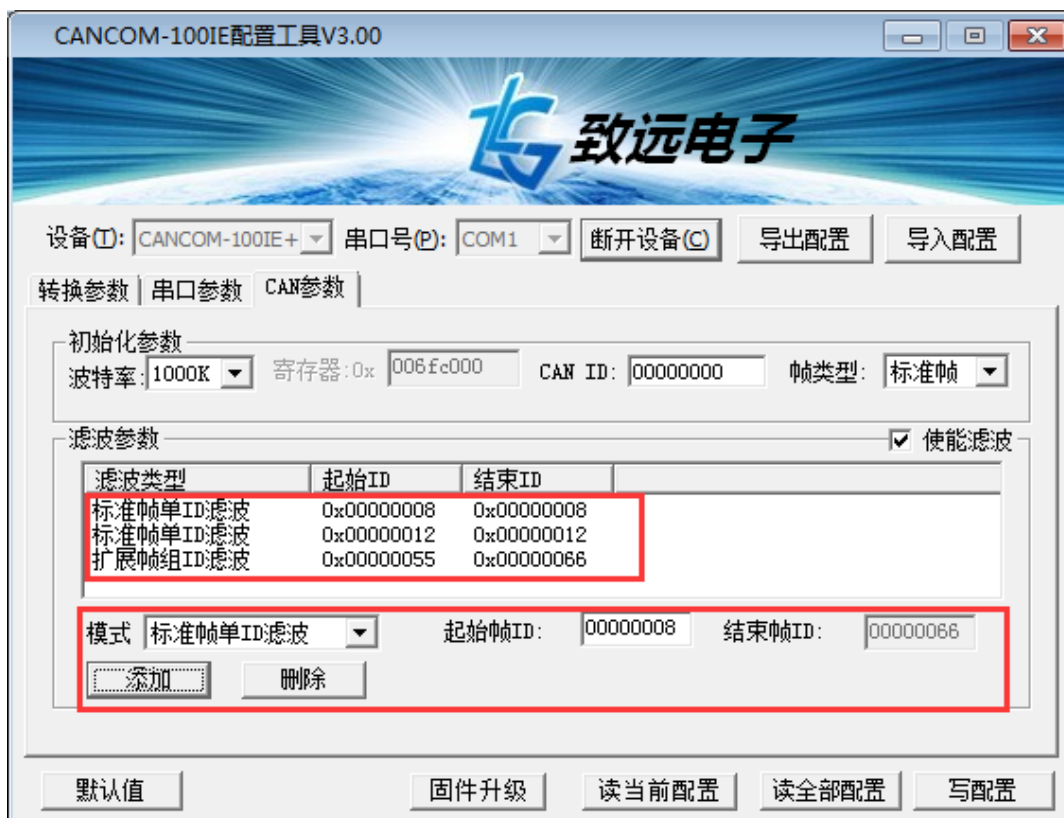 CANCOM-100IE配置工具V3.00
ZLG 致远电子
设备(T): CANCOM-100IE+ 串口号(P): COM1 断开设备(C) 导出配置 导入配置
转换参数 串口参数 CAN参数
初始化参数
波特率: 1000K 寄存器:0x 006fc000 CAN ID: 00000000 帧类型: 标准帧
滤波参数 使能滤波
滤波类型 起始ID 结束ID
标准帧单ID滤波 0x00000008 0x00000008
标准帧单ID滤波 0x00000012 0x00000012
扩展帧组ID滤波 0x00000055 0x00000066
模式 标准帧单ID滤波 起始帧ID: 00000008 结束帧ID: 00000066
添加 删除
默认值 固件升级 读当前配置 读全部配置 写配置